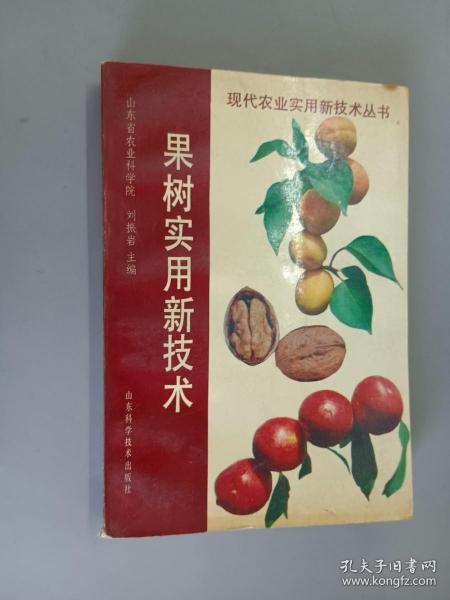 现代农业实用新技术丛书
果树实用新技术
山东省农业科学院 刘振岩 主编
山东科学技术出版社
孔夫子旧书网
www.kongfz.com